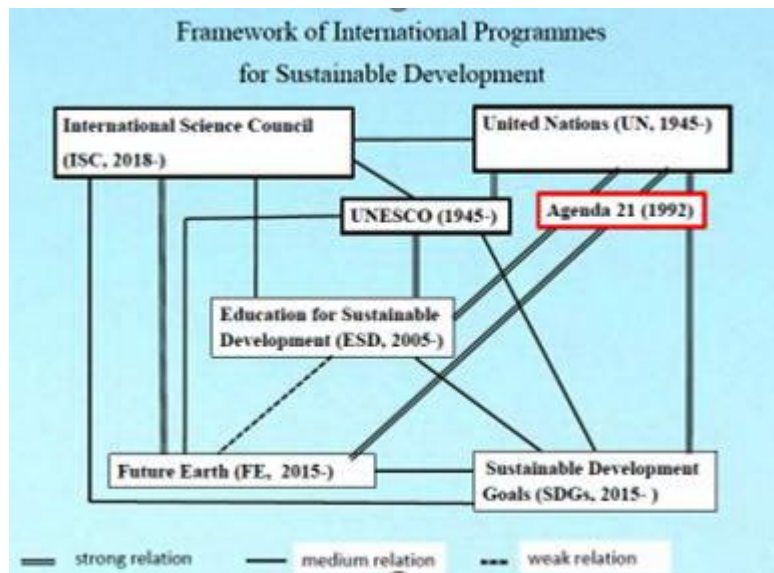 Framework of International Programmes
for Sustainable Development
International Science Council
(ISC, 2018-)
United Nations (UN, 1945-)
UNESCO (1945-)
Agenda 21 (1992)
Education for Sustainable
Development (ESD, 2005-)
Future Earth (FE, 2015-)
Sustainable Development
Goals (SDGs, 2015- )
strong relation
medium relation
weak relation